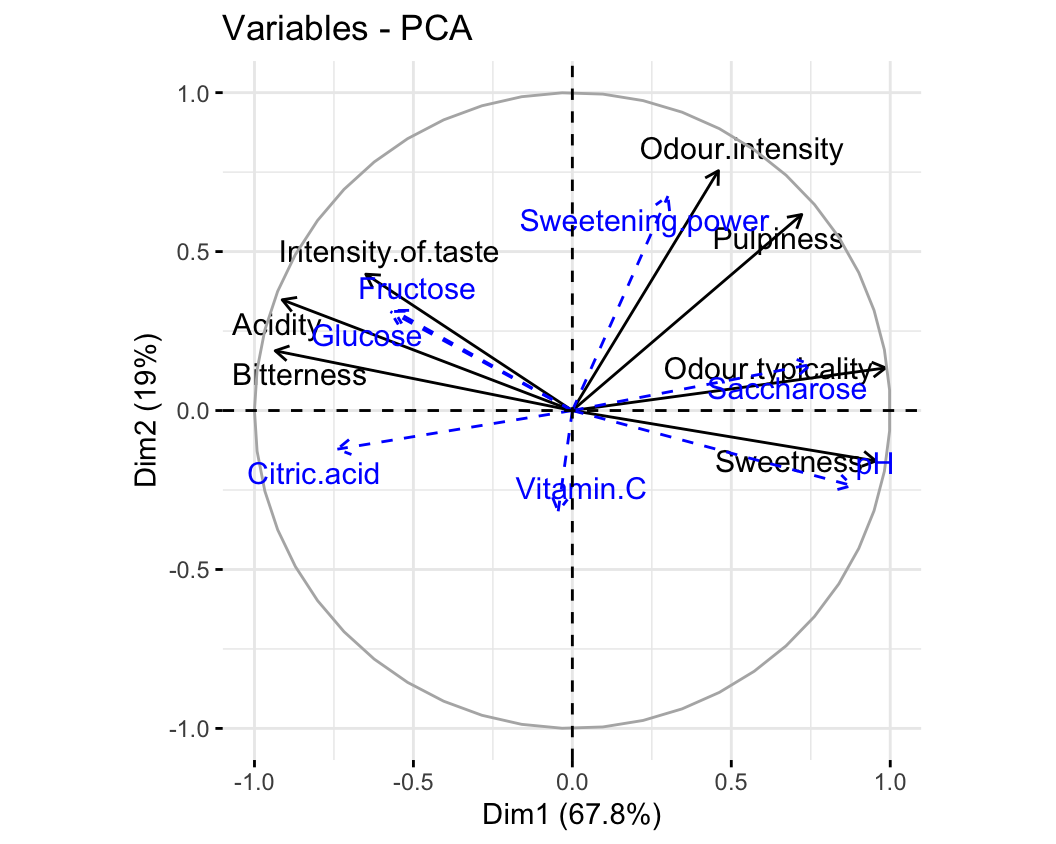 Variables - PCA
1.0
Odour.intensity
Sweetening.power
Pulpiness
0.5
Intensity.of.taste
Fructose
Acidity
Glucose
Bitterness
Odour.typicality
Saccharose
0.0
Sweetness
pH
Citric.acid
Vitamin.C
-0.5
-1.0
Dim2 (19%)
-1.0 -0.5 0.0 0.5 1.0
Dim1 (67.8%)